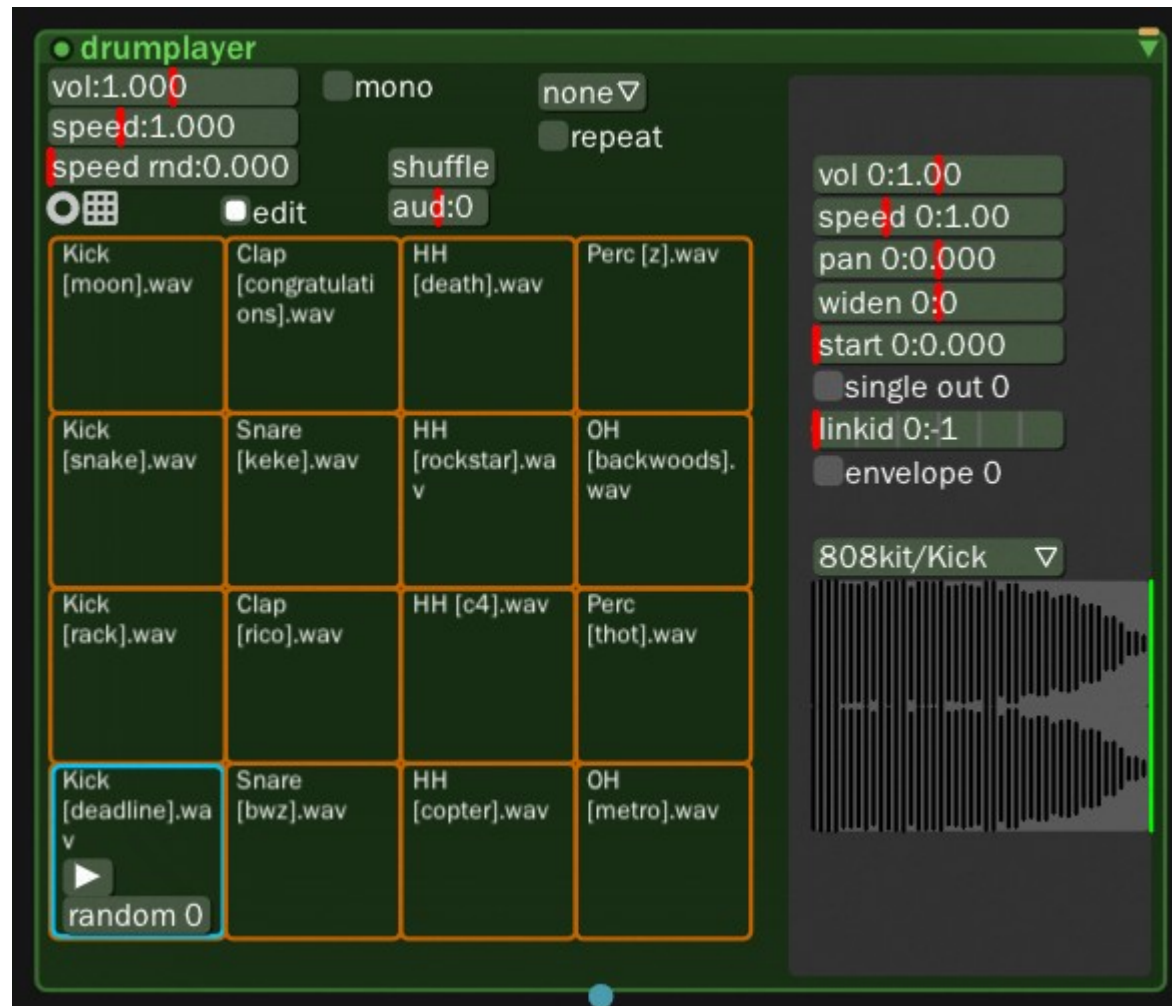 drumplayer
vol:1.000
mono
none
speed:1.000
repeat
speed rnd:0.000
shuffle
edit
aud:0
Kick
[moon].wav
Clap
[congratulati
ons].wav
HH
[death].wav
Perc [z].wav
Kick
[snake].wav
Snare
[keke].wav
HH
[rockstar].wa
v
OH
[backwoods].
wav
Kick
[rack].wav
Clap
[rico].wav
HH [c4].wav
Perc
[thot].wav
Kick
[deadline].wa
v
random 0
Snare
[bwz].wav
HH
[copter].wav
OH
[metro].wav
vol 0:1.00
speed 0:1.00
pan 0:0.000
widen 0:0
start 0:0.000
single out 0
linkid 0:-1
envelope 0
808kit/Kick